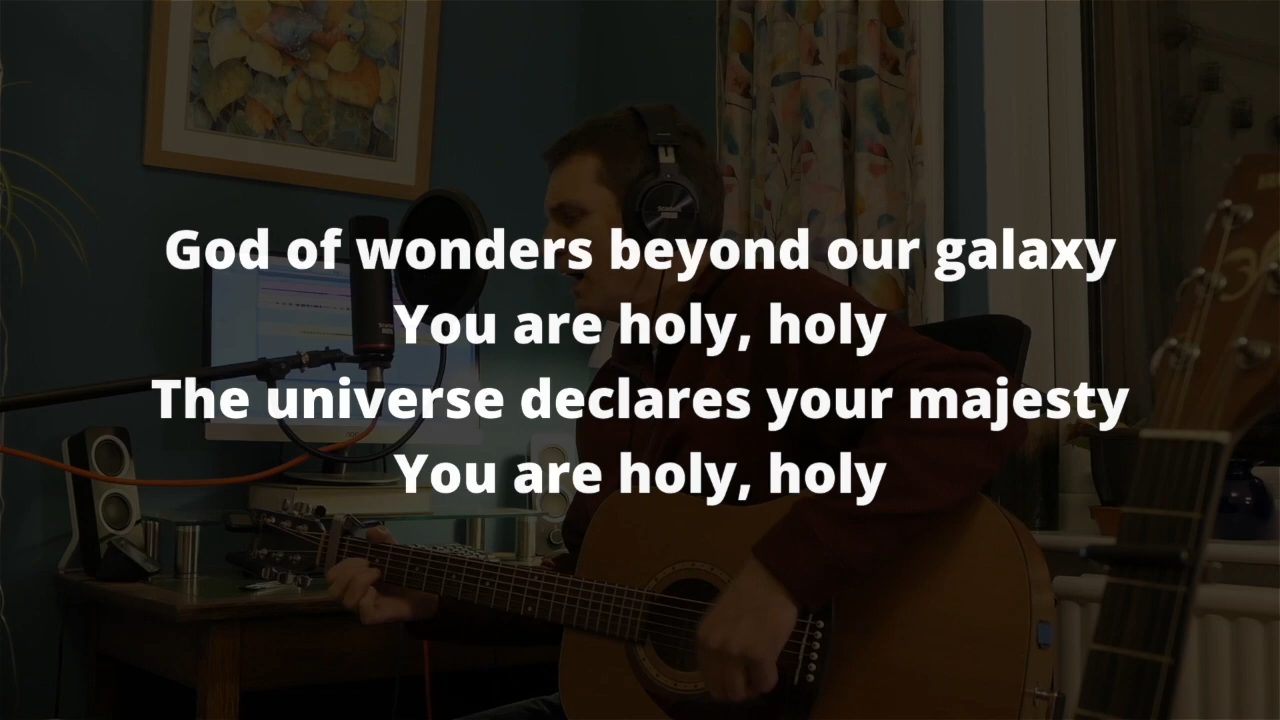 God of wonders beyond our galaxy
You are holy, holy
The universe declares your majesty
You are holy, holy